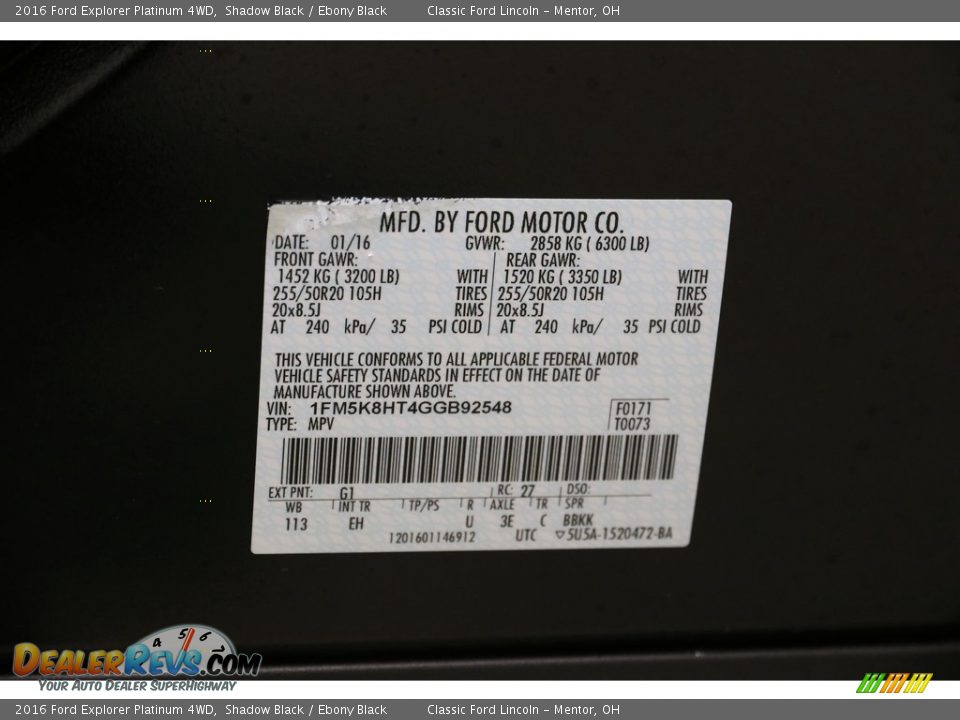 2016 Ford Explorer Platinum 4WD, Shadow Black / Ebony Black Classic Ford Lincoln - Mentor, OH
MFD. BY FORD MOTOR CO.
DATE: 01/16 GVWR: 2858 KG ( 6300 LB)
FRONT GAWR: REAR GAWR:
1452 KG ( 3200 LB) WITH 1520 KG ( 3350 LB) WITH
255/50R20 105H TIRES 255/50R20 105H TIRES
20x8.5J RIMS 20x8.5J RIMS
AT 240 kPa/ 35 PSI COLD AT 240 kPa/ 35 PSI COLD
THIS VEHICLE CONFORMS TO ALL APPLICABLE FEDERAL MOTOR
VEHICLE SAFETY STANDARDS IN EFFECT ON THE DATE OF
MANUFACTURE SHOWN ABOVE.
VIN: 1FM5K8HT4GGB92548 F0171
TYPE: MPV T0073
EXT PNT: G1 RC: 27 DSO:
WB INT TR TP/PS R AXLE TR SPR
113 EH U 3E C BBKK
1201601146912 UTC ▽5U5A-1520472-BA
4 5 6
DEALERREVS.COM
YOUR AUTO DEALER SUPERHIGHWAY
2016 Ford Explorer Platinum 4WD, Shadow Black / Ebony Black Classic Ford Lincoln - Mentor, OH